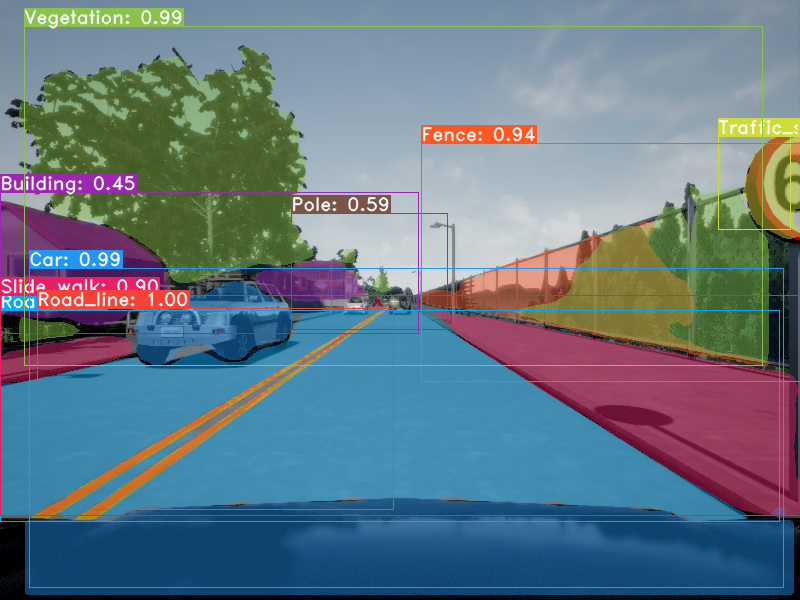 Vegetation: 0.99
Traffic_s
Fence: 0.94
6
Building: 0.45
Pole: 0.59
Car: 0.99
Slide_walk: 0.90
Roa
Road_line: 1.00